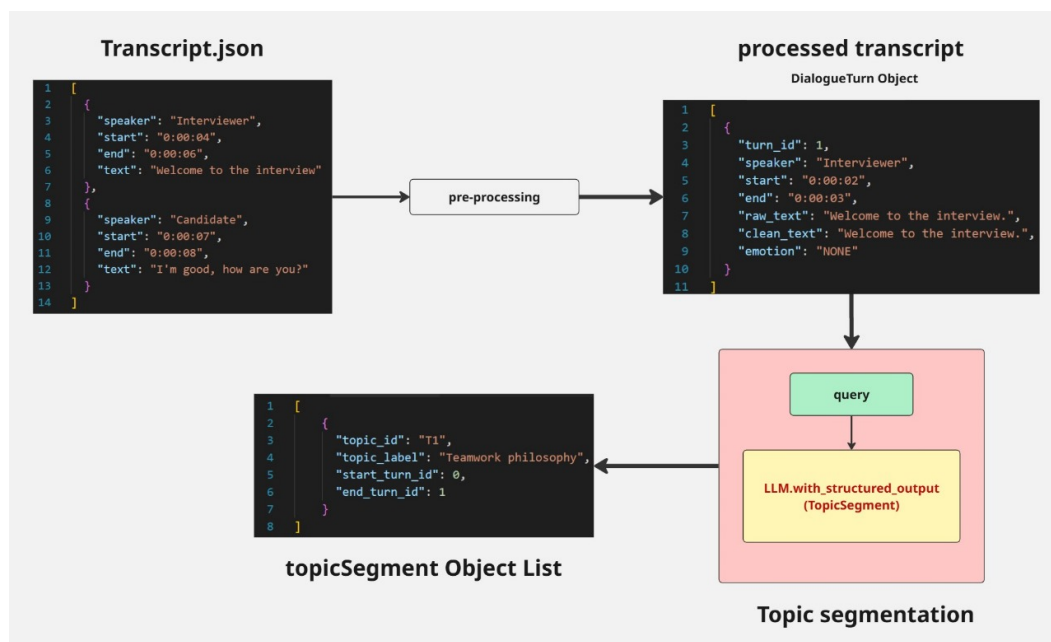 Transcript.json
1 [
2 {
3 "speaker": "Interviewer",
4 "start": "0:00:04",
5 "end": "0:00:06",
6 "text": "Welcome to the interview"
7 },
8 {
9 "speaker": "Candidate",
10 "start": "0:00:07",
11 "end": "0:00:08",
12 "text": "I'm good, how are you?"
13 }
14 ]
pre-processing
processed transcript
DialogueTurn Object
1 [
2 {
3 "turn_id": 1,
4 "speaker": "Interviewer",
5 "start": "0:00:02",
6 "end": "0:00:03",
7 "raw_text": "Welcome to the interview.",
8 "clean_text": "Welcome to the interview.",
9 "emotion": "NONE"
10 }
11 ]
query
LLM.with_structured_output
(TopicSegment)
Topic segmentation
1 [
2 {
3 "topic_id": "T1",
4 "topic_label": "Teamwork philosophy",
5 "start_turn_id": 0,
6 "end_turn_id": 1
7 }
8 ]
topicSegment Object List